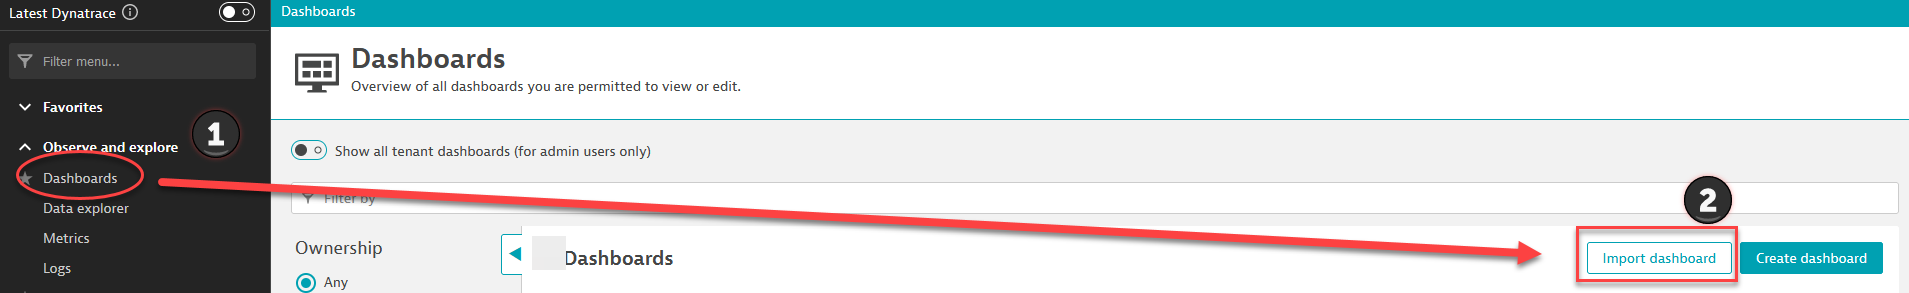 Latest Dynatrace
Filter menu...
Favorites
1
Observe and explore
Dashboards
Data explorer
Metrics
Logs
Dashboards
Dashboards
Overview of all dashboards you are permitted to view or edit.
Show all tenant dashboards (for admin users only)
Filter by
2
Ownership
Any
Dashboards
Import dashboard
Create dashboard